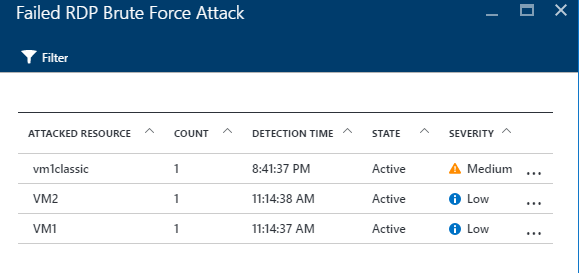 Failed RDP Brute Force Attack
Filter
ATTACKED RESOURCE COUNT DETECTION TIME STATE SEVERITY
vm1classic 1 8:41:37 PM Active Medium ...
VM2 1 11:14:38 AM Active Low ...
VM1 1 11:14:37 AM Active Low ...